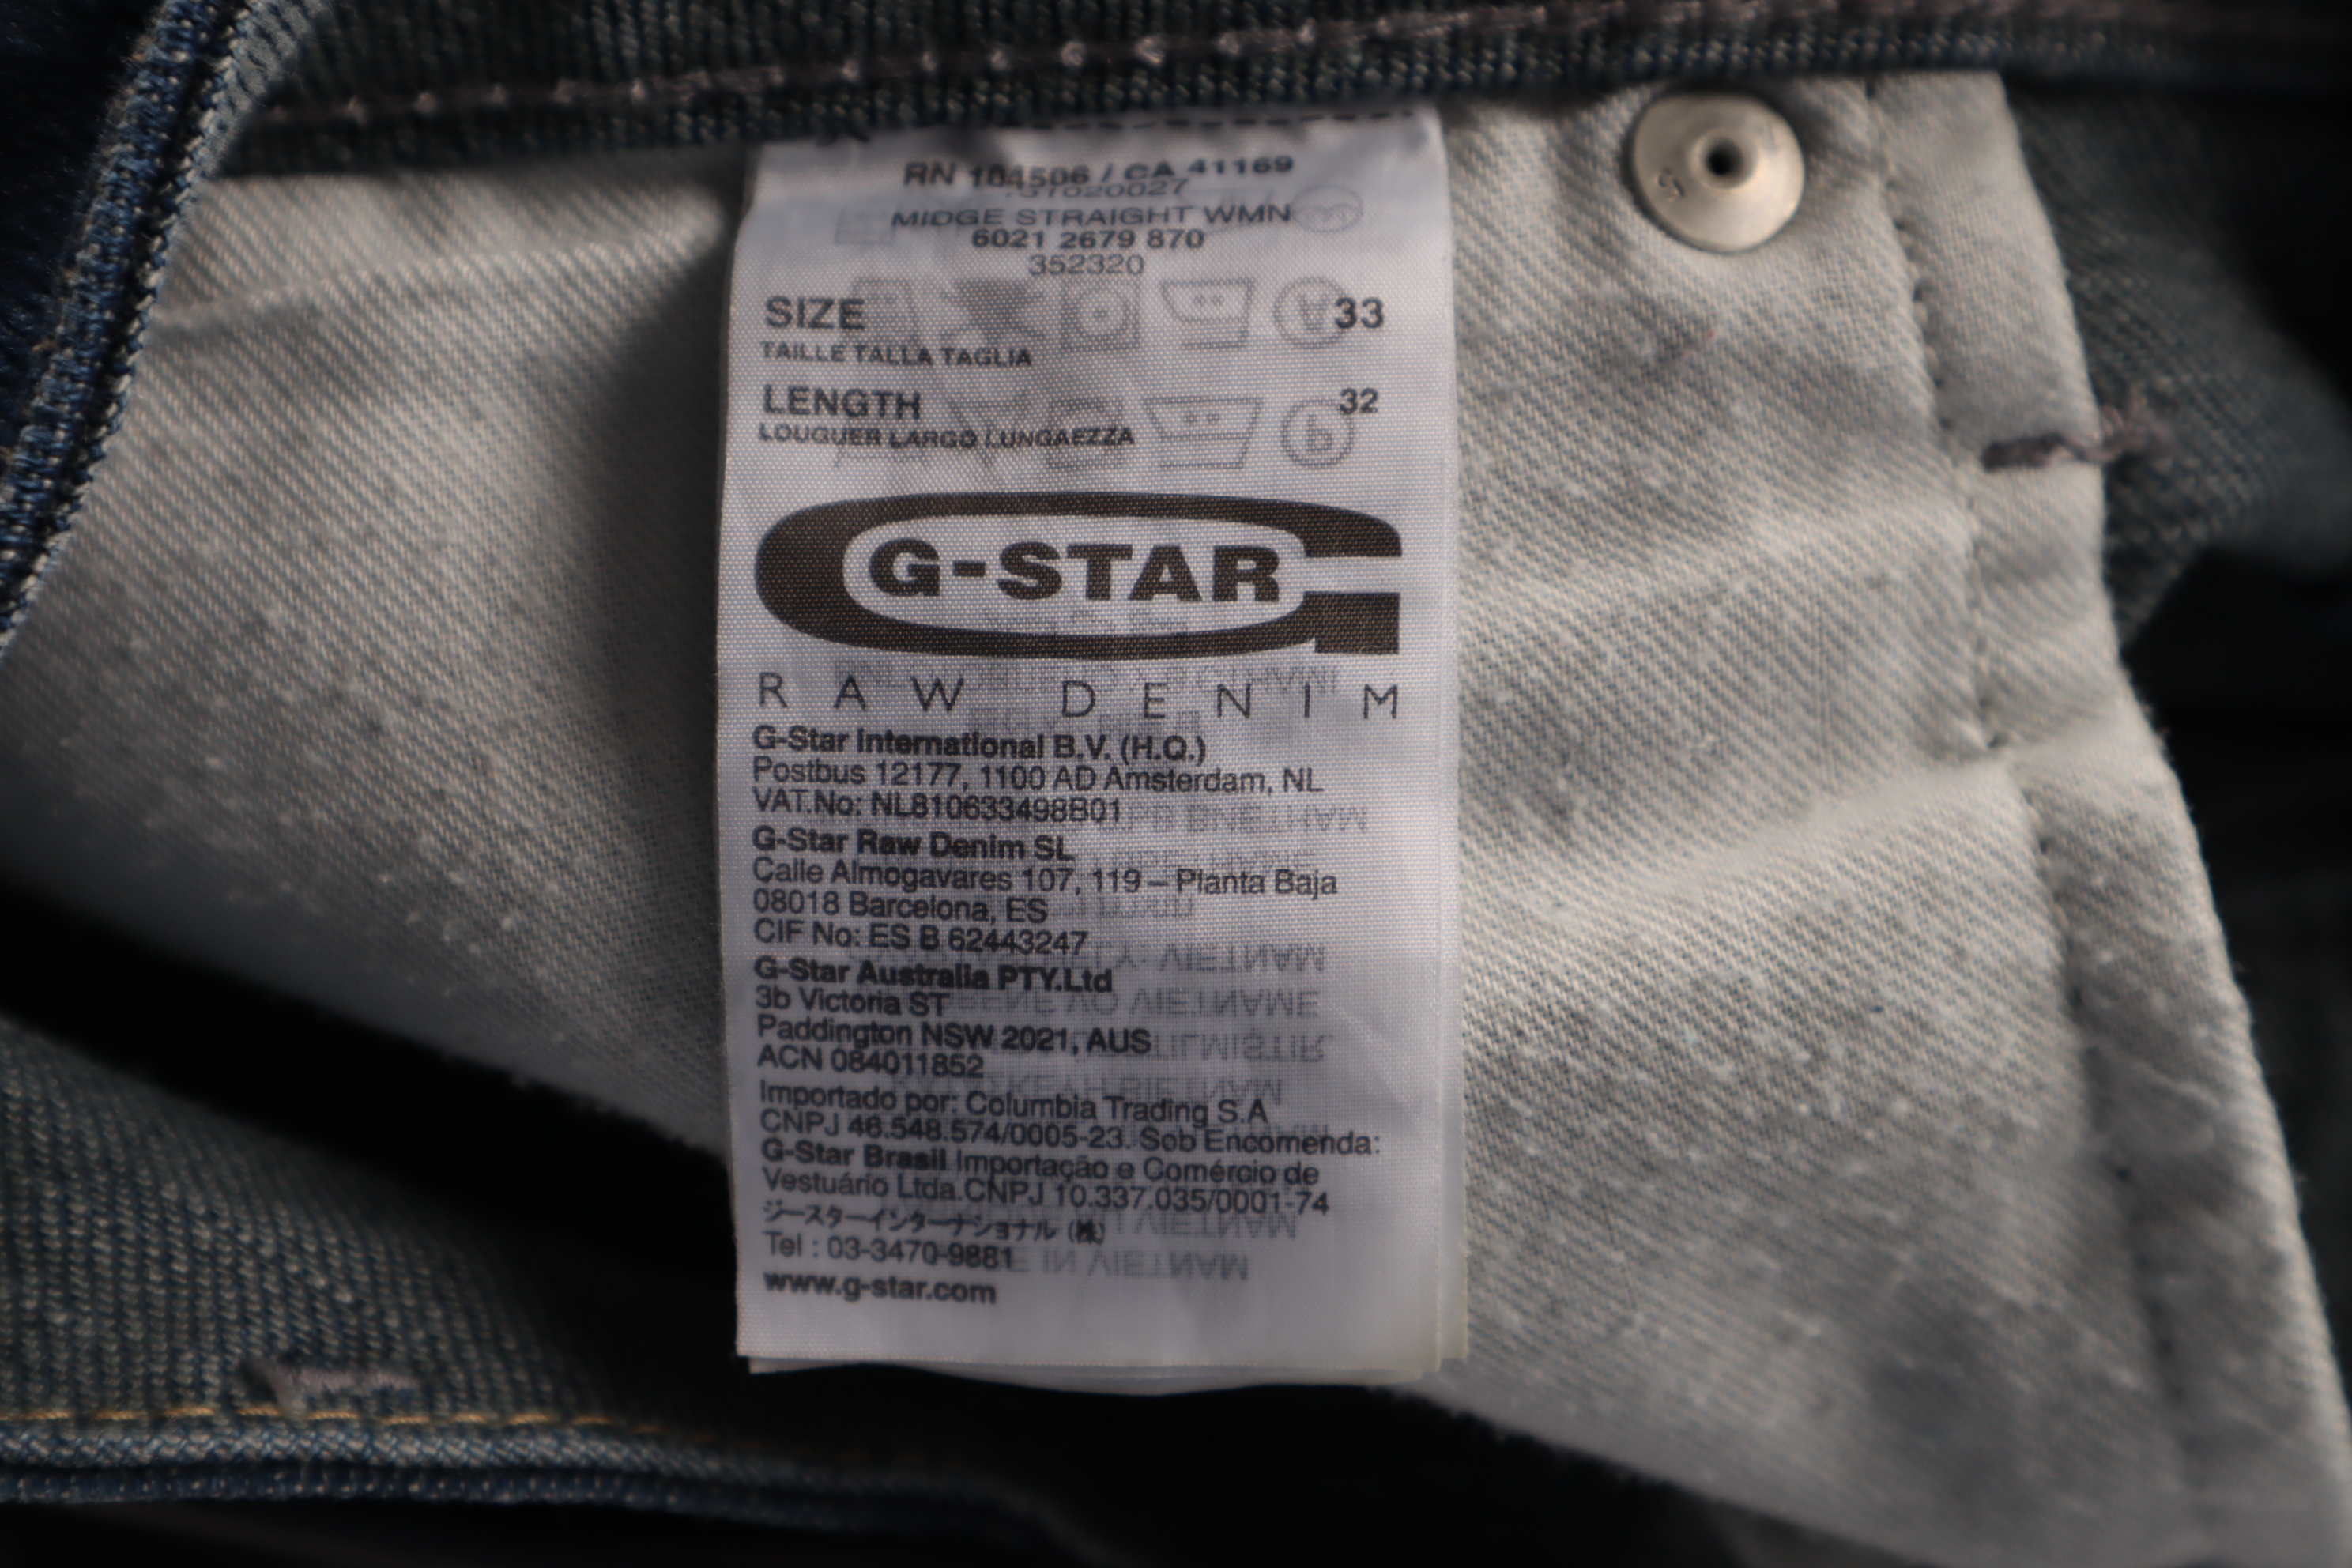 RN 104506 / CA 41169
MIDGE STRAIGHT WMN
6021 2679 870
352320
SIZE 33
TAILLE TALLA TAGLIA
LENGTH 32
LOUGUER LARGO LUNGAEZZA
G-STAR
RAW DENIM
G-Star International B.V. (H.Q.)
Postbus 12177, 1100 AD Amsterdam, NL
VAT.No: NL810633498B01
G-Star Raw Denim SL
Calle Almogavares 107, 119 – Planta Baja
08018 Barcelona, ES
CIF No: ES B 62443247
G-Star Australia PTY.Ltd
3b Victoria ST
Paddington NSW 2021, AUS
ACN 084011852
Importado por: Columbia Trading S.A
CNPJ 46.548.574/0005-23. Sob Encomenda:
G-Star Brasil Importação e Comércio de
Vestuário Ltda.CNPJ 10.337.035/0001-74
ジースターインターナショナル (株)
Tel : 03-3470-9881
www.g-star.com